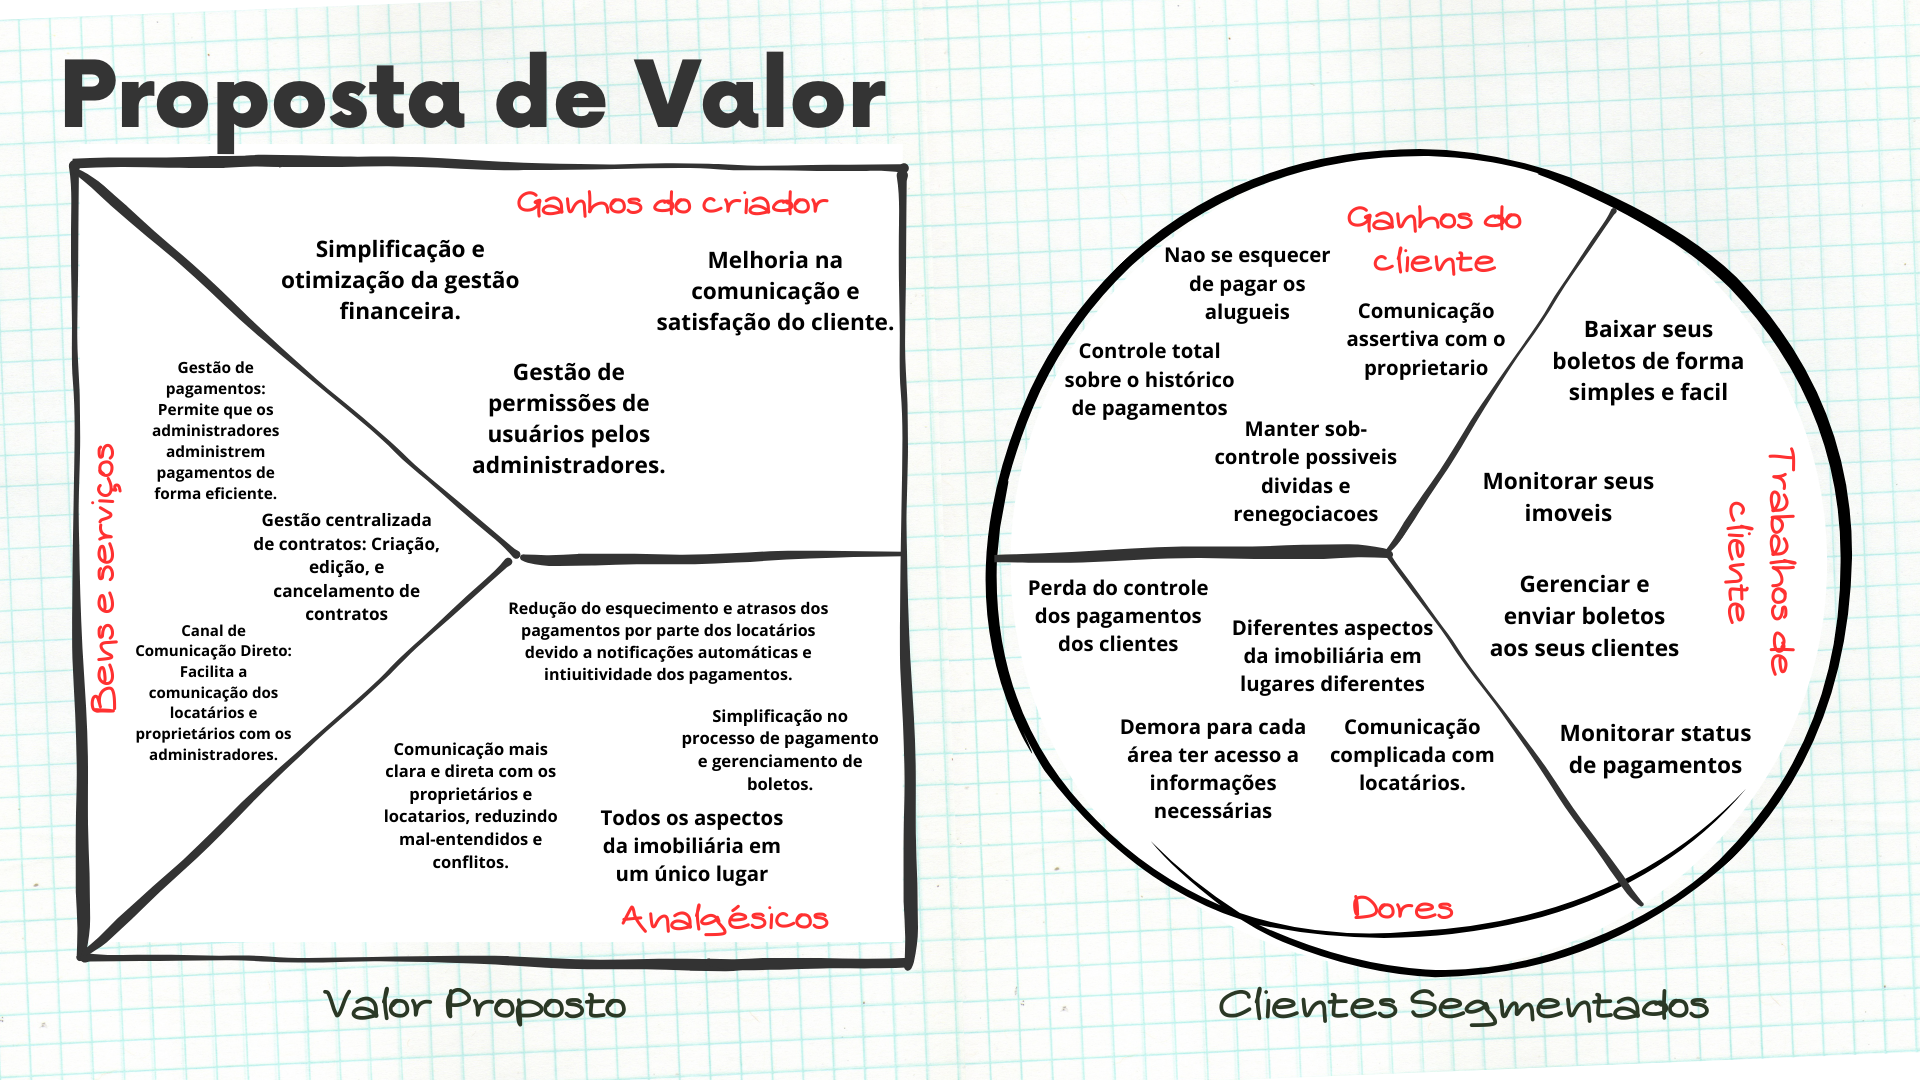 Proposta de Valor
Ganhos do criador
Simplificação e
otimização da gestão
financeira.
Melhoria na
comunicação e
satisfação do cliente.
Gestão de
permissões de
usuários pelos
administradores.
Bens e serviços
Gestão de
pagamentos:
Permite que os
administradores
administrem
pagamentos de
forma eficiente.
Gestão centralizada
de contratos: Criação,
edição, e
cancelamento de
contratos
Canal de
Comunicação Direto:
Facilita a
comunicação dos
locatários e
proprietários com os
administradores.
Redução do esquecimento e atrasos dos
pagamentos por parte dos locatários
devido a notificações automáticas e
intiuitividade dos pagamentos.
Simplificação no
processo de pagamento
e gerenciamento de
boletos.
Comunicação mais
clara e direta com os
proprietários e
locatarios, reduzindo
mal-entendidos e
conflitos.
Todos os aspectos
da imobiliária em
um único lugar
Analgésicos
Valor Proposto
Ganhos do
cliente
Nao se esquecer
de pagar os
alugueis
Comunicação
assertiva com o
proprietario
Controle total
sobre o histórico
de pagamentos
Manter sob-
controle possiveis
dividas e
renegociacoes
Baixar seus
boletos de forma
simples e facil
Monitorar seus
imoveis
Gerenciar e
enviar boletos
aos seus clientes
Monitorar status
de pagamentos
Trabalhos de
cliente
Perda do controle
dos pagamentos
dos clientes
Diferentes aspectos
da imobiliária em
lugares diferentes
Demora para cada
área ter acesso a
informações
necessárias
Comunicação
complicada com
locatários.
Dores
Clientes Segmentados